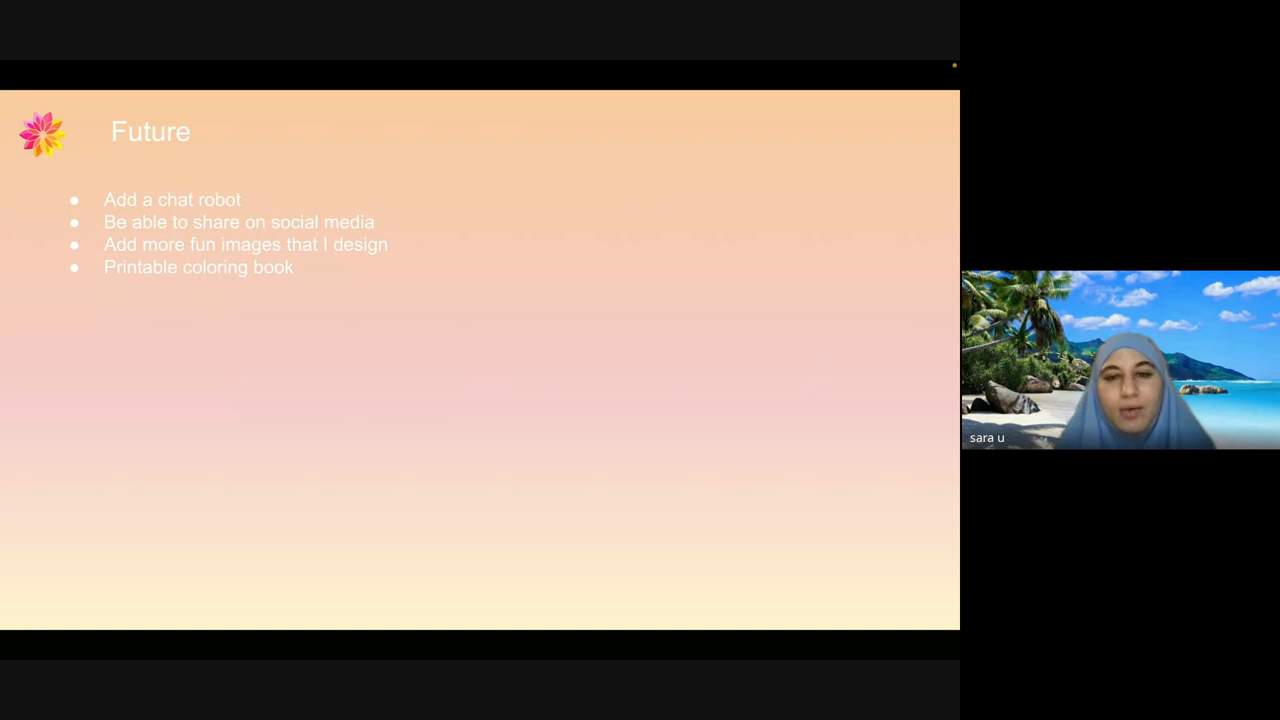 Future
● Add a chat robot
● Be able to share on social media
● Add more fun images that I design
● Printable coloring book
sara u